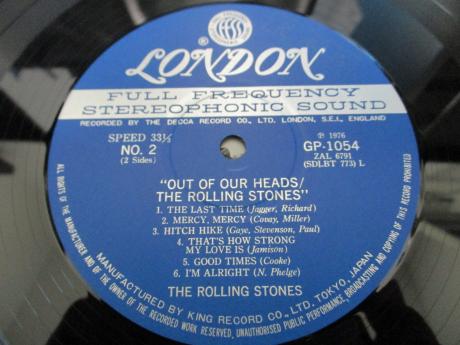 ffss
® LONDON
FULL FREQUENCY
STEREOPHONIC SOUND
RECORDED BY THE DECCA RECORD CO., LTD. LONDON, S.E.I., ENGLAND
SPEED 33⅓
NO. 2
(2 Sides)
℗ 1976
GP-1054
ZAL 6791
(SDLBT 773) L
"OUT OF OUR HEADS/
THE ROLLING STONES"
1. THE LAST TIME (Jagger, Richard)
2. MERCY, MERCY (Covay, Miller)
3. HITCH HIKE (Gaye, Stevenson, Paul)
4. THAT'S HOW STRONG
MY LOVE IS (Jamison)
5. GOOD TIMES (Cooke)
6. I'M ALRIGHT (N. Phelge)
THE ROLLING STONES
MANUFACTURED BY KING RECORD CO., LTD. TOKYO, JAPAN
ALL RIGHTS OF THE MANUFACTURER AND OF THE OWNER OF THE RECORDED WORK RESERVED, UNAUTHORISED PUBLIC PERFORMANCE, BROADCASTING AND COPYING OF THIS RECORD PROHIBITED